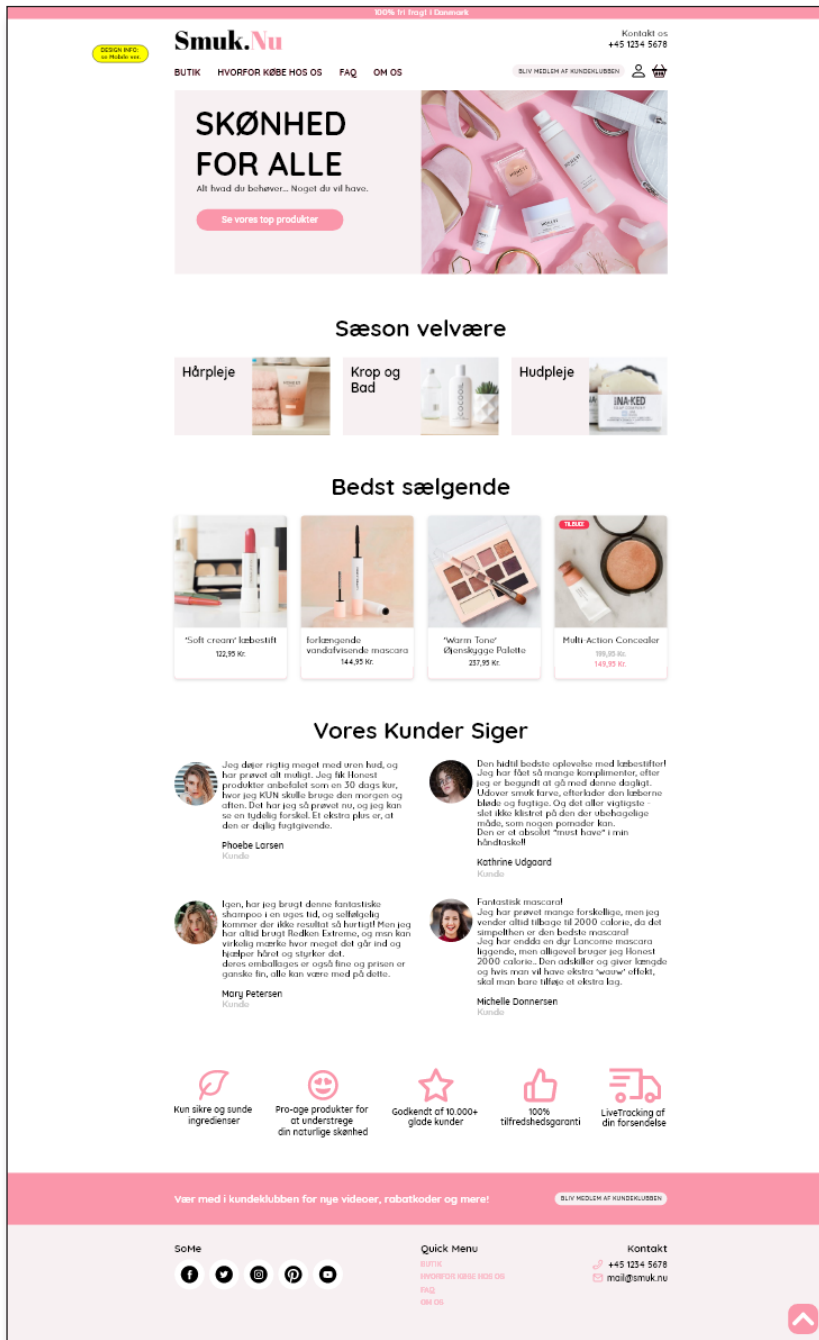 100% fri fragt i Danmark
DESIGN INFO:
se Mobile ver.
Smuk.Nu
Kontakt os
+45 1234 5678
BUTIK HVORFOR KØBE HOS OS FAQ OM OS
BLIV MEDLEM AF KUNDEKLUBBEN
SKØNHED
FOR ALLE
Alt hvad du behøver... Noget du vil have.
Se vores top produkter
Sæson velvære
Hårpleje
Krop og
Bad
COCOOIL
Hudpleje
INA·KED
Bedst sælgende
TILBUD!
'Soft cream' læbestift
122,95 Kr.
forlængende
vandafvisende mascara
144,95 Kr.
'Warm Tone'
Øjenskygge Palette
237,95 Kr.
Multi-Action Concealer
199,95 Kr.
149,95 Kr.
Vores Kunder Siger
Jeg døjer rigtig meget med uren hud, og
har prøvet alt muligt. Jeg fik Honest
produkter anbefalet som en 30 dags kur,
hvor jeg KUN skulle bruge den morgen og
aften. Det har jeg så prøvet nu, og jeg kan
se en tydelig forskel. Et ekstra plus er, at
den er dejlig fugtgivende.
Phoebe Larsen
Kunde
Den hidtil bedste oplevelse med læbestifter!
Jeg har fået så mange komplimenter, efter
jeg er begyndt at gå med denne dagligt.
Udover smuk farve, efterlader den læberne
bløde og fugtige. Og det aller vigtigste -
slet ikke klistret på den der ubehagelige
måde, som nogen pomader kan.
Den er et absolut "must have" i min
håndtaske!!
Kathrine Udgaard
Kunde
Igen, har jeg brugt denne fantastiske
shampoo i en uges tid, og selfølgelig
kommer der ikke resultat så hurtigt! Men jeg
har altid brugt Redken Extreme, og msn kan
virkelig mærke hvor meget det går ind og
hjælper håret og styrker det.
deres emballages er også fine og prisen er
ganske fin, alle kan være med på dette.
Mary Petersen
Kunde
Fantastisk mascara!
Jeg har prøvet mange forskellige, men jeg
vender altid tilbage til 2000 calorie, da det
simpelthen er den bedste mascara!
Jeg har endda en dyr Lancome mascara
liggende, men alligevel bruger jeg Honest
2000 calorie.. Den adskiller og giver længde
og hvis man vil have ekstra 'wauw' effekt,
skal man bare tilføje et ekstra lag.
Michelle Donnersen
Kunde
Kun sikre og sunde
ingredienser
Pro-age produkter for
at understrege
din naturlige skønhed
Godkendt af 10.000+
glade kunder
100%
tilfredshedsgaranti
LiveTracking af
din forsendelse
Vær med i kundeklubben for nye videoer, rabatkoder og mere!
BLIV MEDLEM AF KUNDEKLUBBEN
SoMe
Quick Menu
BUTIK
HVORFOR KØBE HOS OS
FAQ
OM OS
Kontakt
+45 1234 5678
mail@smuk.nu